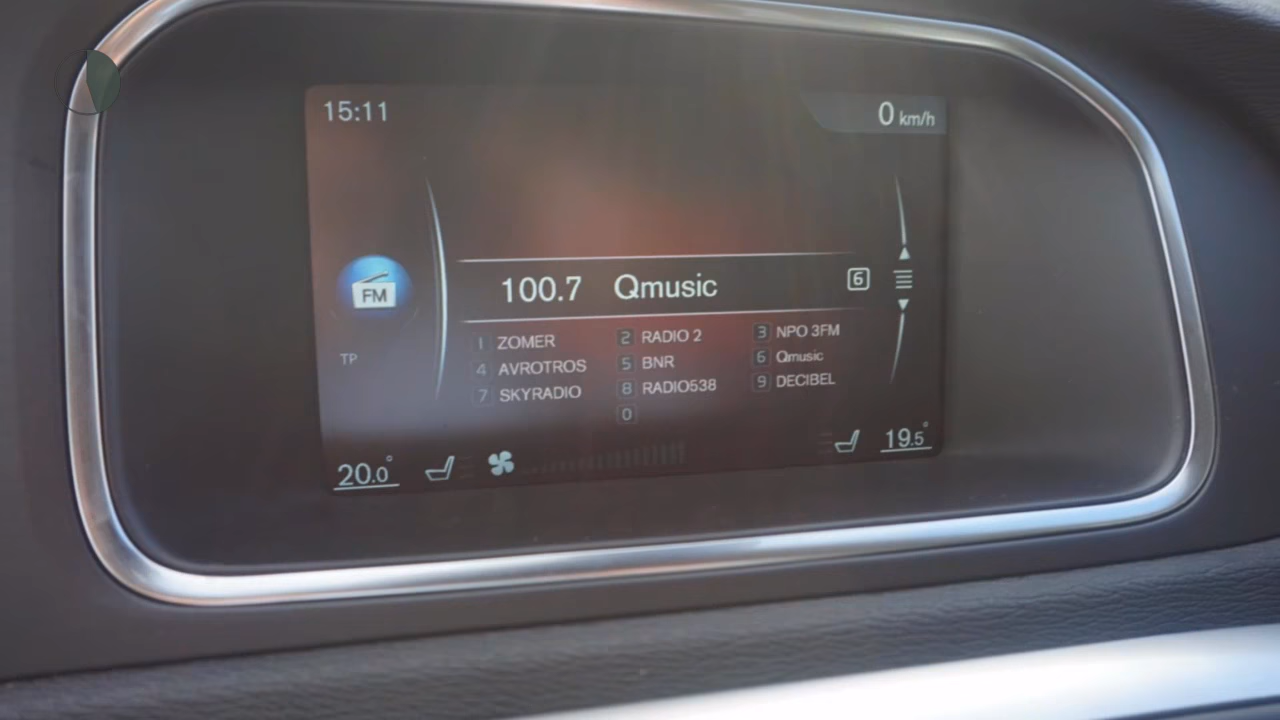 15:11
0 km/h
FM
100.7 Qmusic 6
TP
1 ZOMER 2 RADIO 2 3 NPO 3FM
4 AVROTROS 5 BNR 6 Qmusic
7 SKYRADIO 8 RADIO538 9 DECIBEL
0
20.0° 19.5°